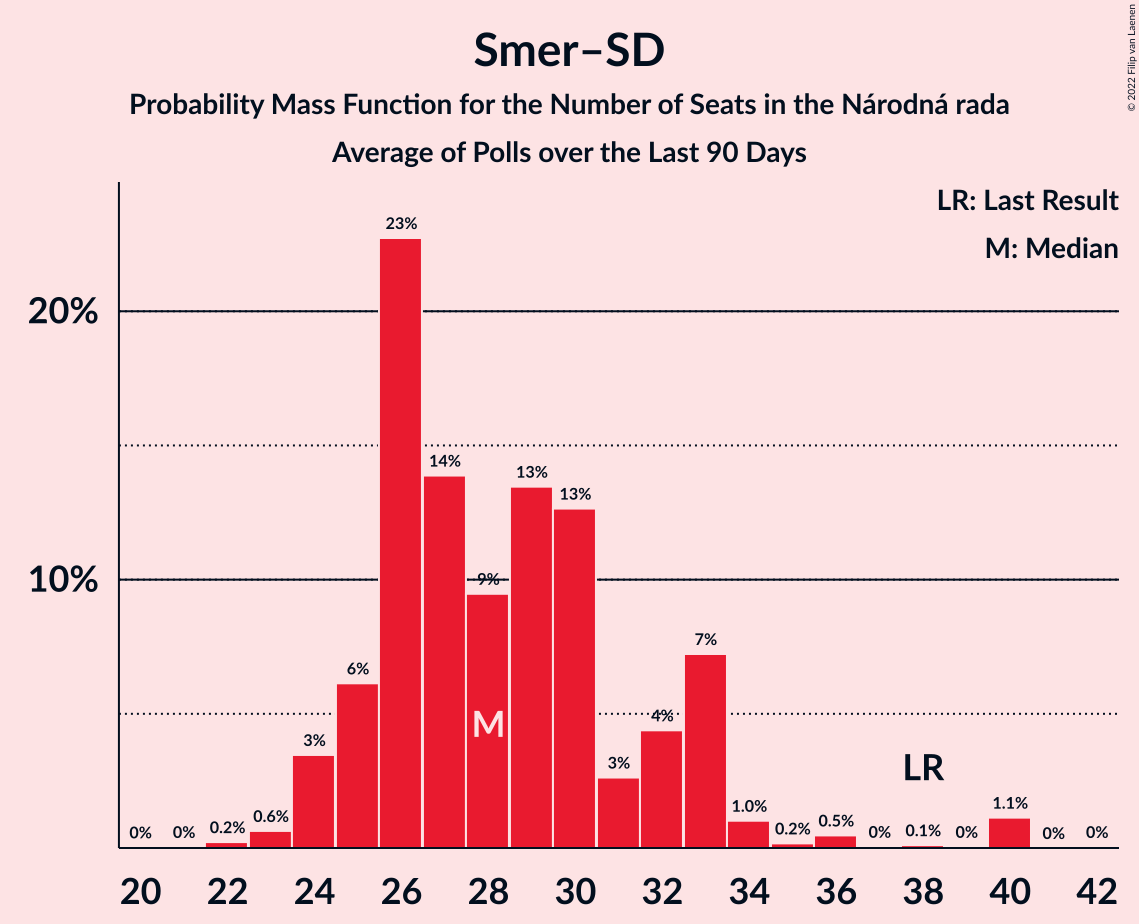 © 2022 Filip van Laenen
Smer–SD
Probability Mass Function for the Number of Seats in the Národná rada
Average of Polls over the Last 90 Days
LR: Last Result
M: Median
20%
10%
0%
0%
0.2%
0.6%
3%
6%
23%
14%
9%
13%
13%
3%
4%
7%
1.0%
0.2%
0.5%
0%
0.1%
0%
1.1%
0%
0%
M
LR
20 22 24 26 28 30 32 34 36 38 40 42